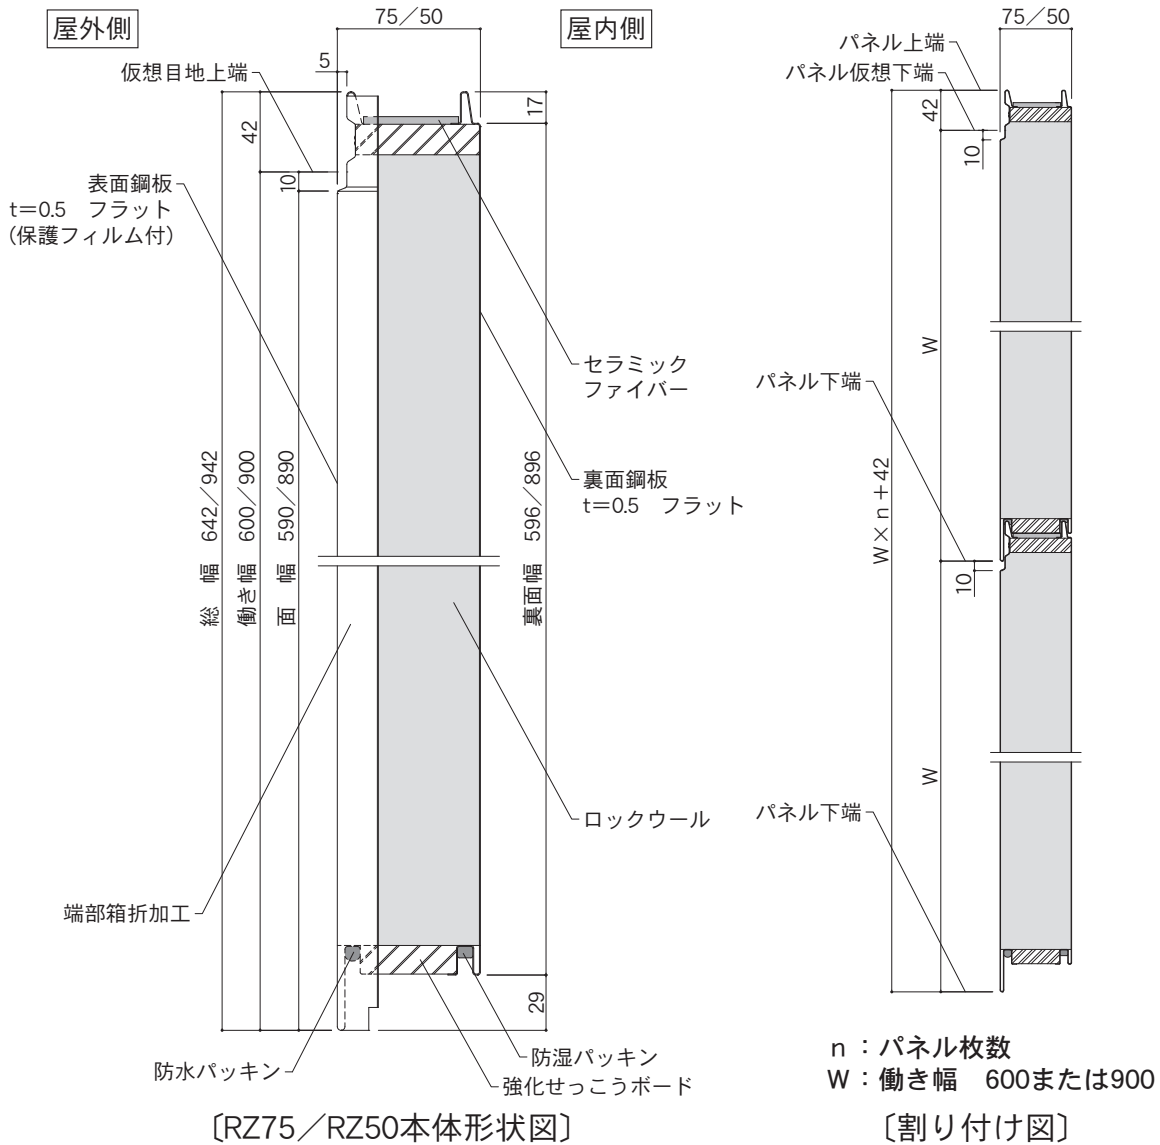 屋外側
75／50
屋内側
5
仮想目地上端
17
42
10
表面鋼板
t＝0.5　フラット
(保護フィルム付)
セラミック
ファイバー
裏面鋼板
t＝0.5　フラット
総　幅　642／942
働き幅　600／900
面　幅　590／890
裏面幅　596／896
ロックウール
端部箱折加工
29
防水パッキン
防湿パッキン
強化せっこうボード
〔RZ75／RZ50本体形状図〕
75／50
パネル上端
パネル仮想下端
42
10
W
パネル下端
W×n＋42
10
W
パネル下端
n：パネル枚数
W：働き幅　600または900
〔割り付け図〕